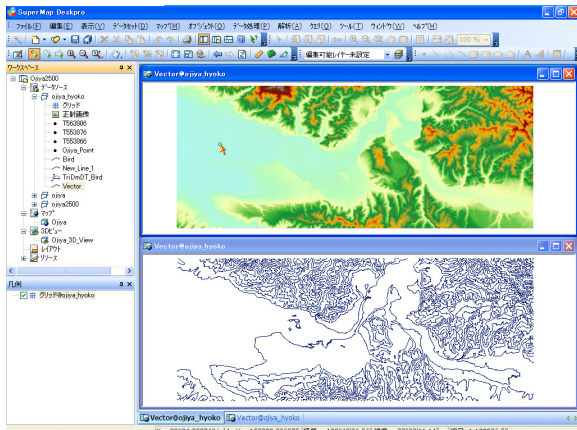 SuperMap Deskpro
ファイル(F) 編集(E) 表示(V) データセット(D) マップ(M) オブジェクト(O) データ処理(P) 解析(A) クエリ(Q) ツール(T) ウィンドウ(W) ヘルプ(H)
100 %
編集可能レイヤー未設定
ワークスペース
Ojiya2500
データソース
ojiya_hyoko
グリッド
正射画像
T563806
T553876
T553866
Ojiya_Point
Bird
New_Line_1
TriDmDT_Bird
Vector
ojiya
ojiya2500
マップ
Ojiya
3Dビュー
Ojiya_3D_View
レイアウト
リソース
凡例
グリッド@ojiya_hyoko
Vector@ojiya_hyoko
Vector@ojiya_hyoko
Vector@ojiya_hyoko Vector@ojiya_hyoko